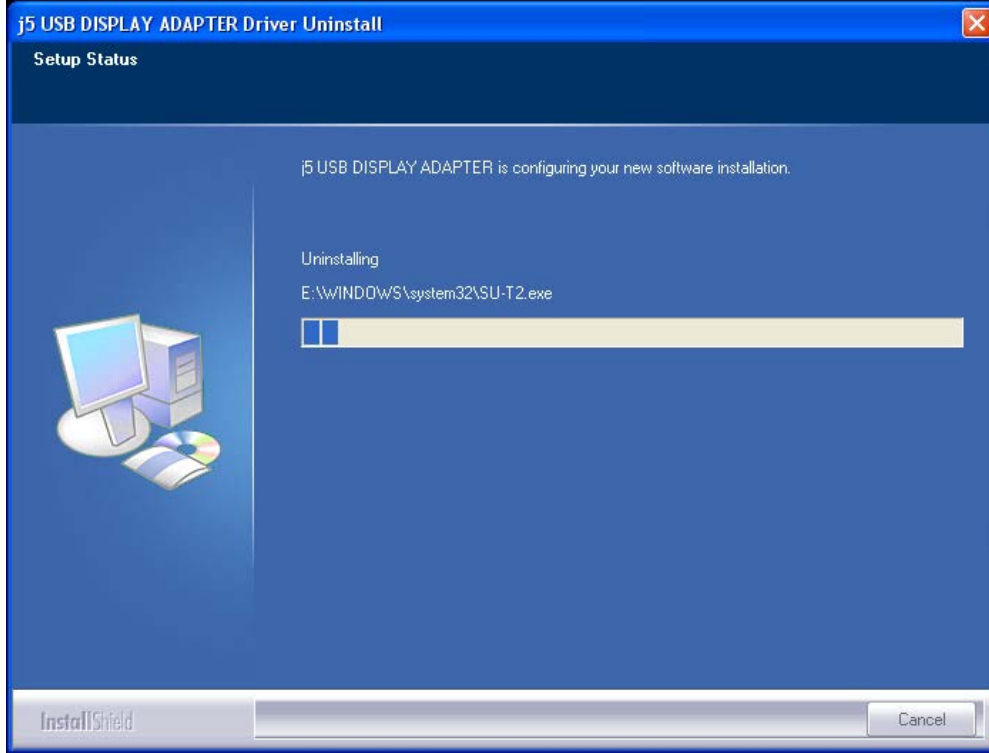 j5 USB DISPLAY ADAPTER Driver Uninstall
Setup Status
j5 USB DISPLAY ADAPTER is configuring your new software installation.
Uninstalling
E:\WINDOWS\system32\SU-T2.exe
InstallShield
Cancel